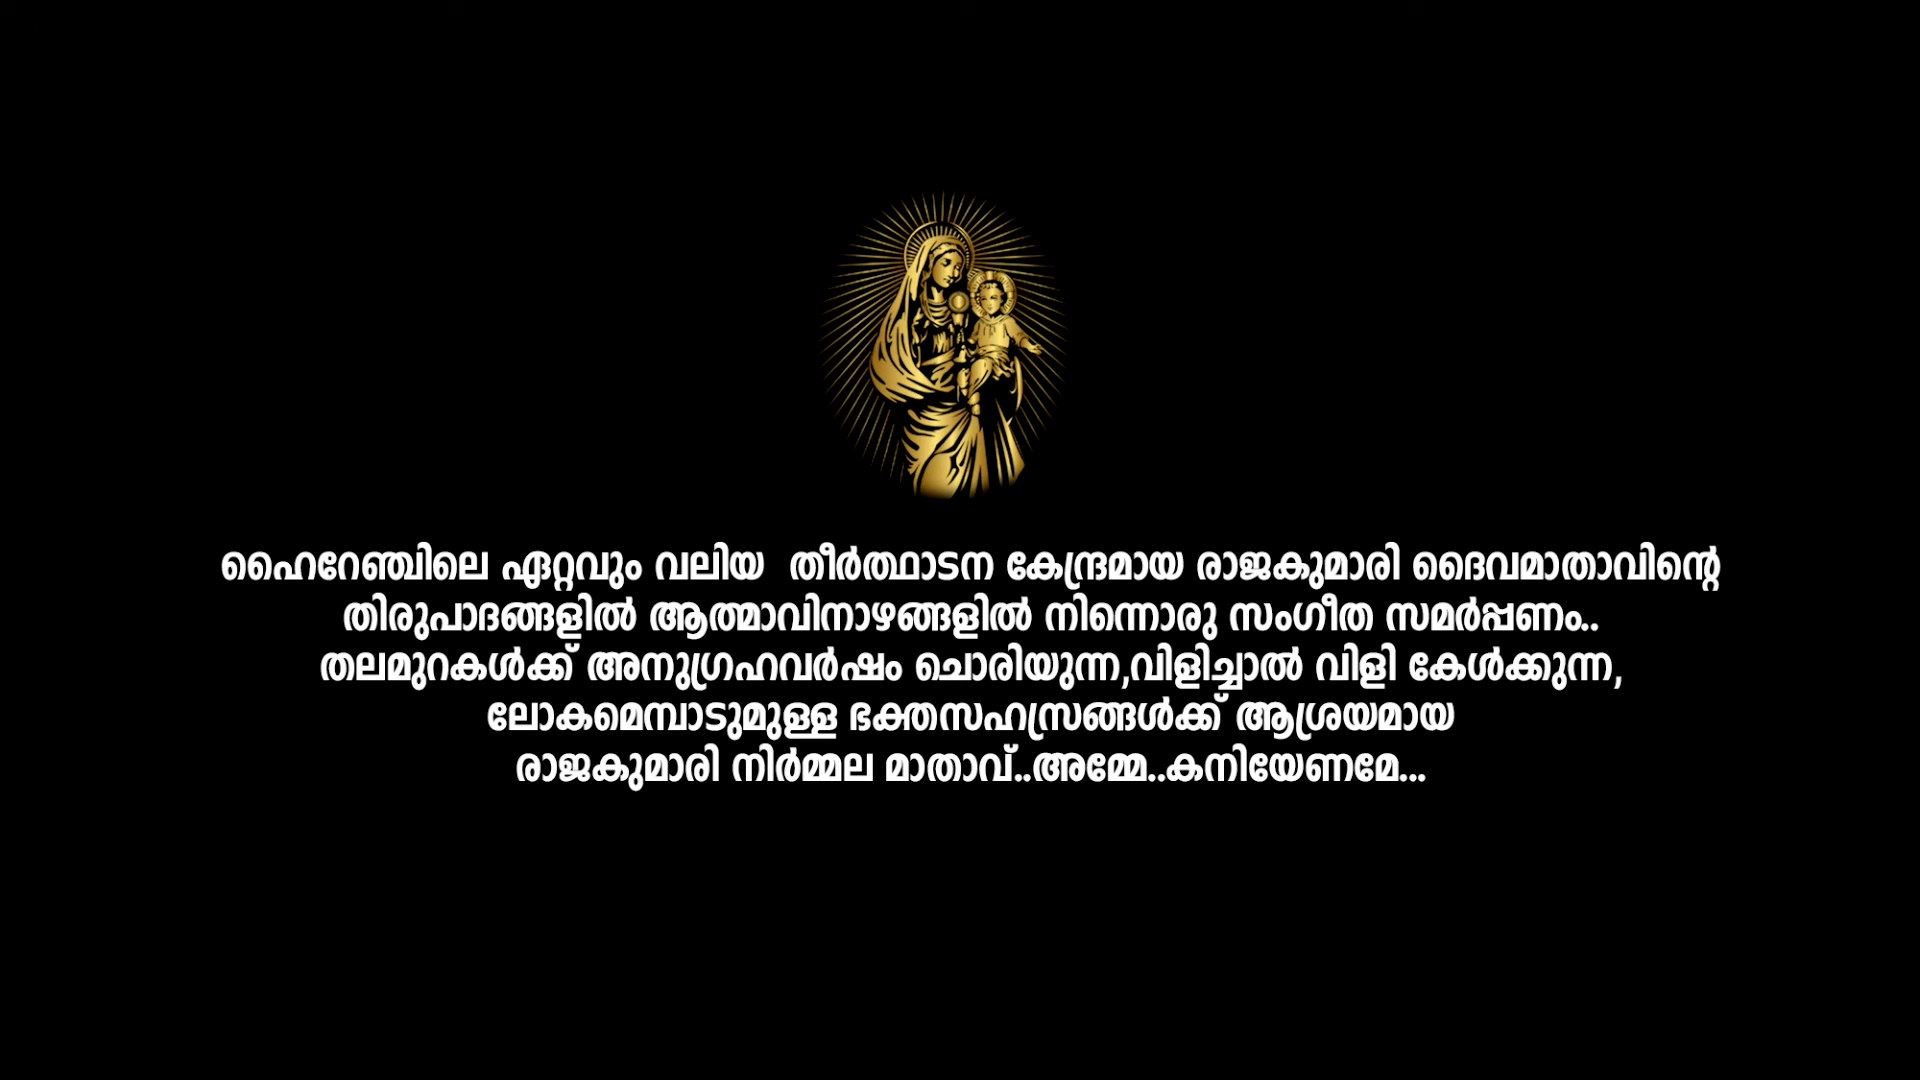 ഹൈറേഞ്ചിലെ ഏറ്റവും വലിയ തീർത്ഥാടന കേന്ദ്രമായ രാജകുമാരി ദൈവമാതാവിന്റെ
തിരുപാദങ്ങളിൽ ആത്മാവിനാഴങ്ങളിൽ നിന്നൊരു സംഗീത സമർപ്പണം..
തലമുറകൾക്ക് അനുഗ്രഹവർഷം ചൊരിയുന്ന,വിളിച്ചാൽ വിളി കേൾക്കുന്ന,
ലോകമെമ്പാടുമുള്ള ഭക്തസഹസ്രങ്ങൾക്ക് ആശ്രയമായ
രാജകുമാരി നിർമ്മല മാതാവ്..അമ്മേ..കനിയേണമേ...